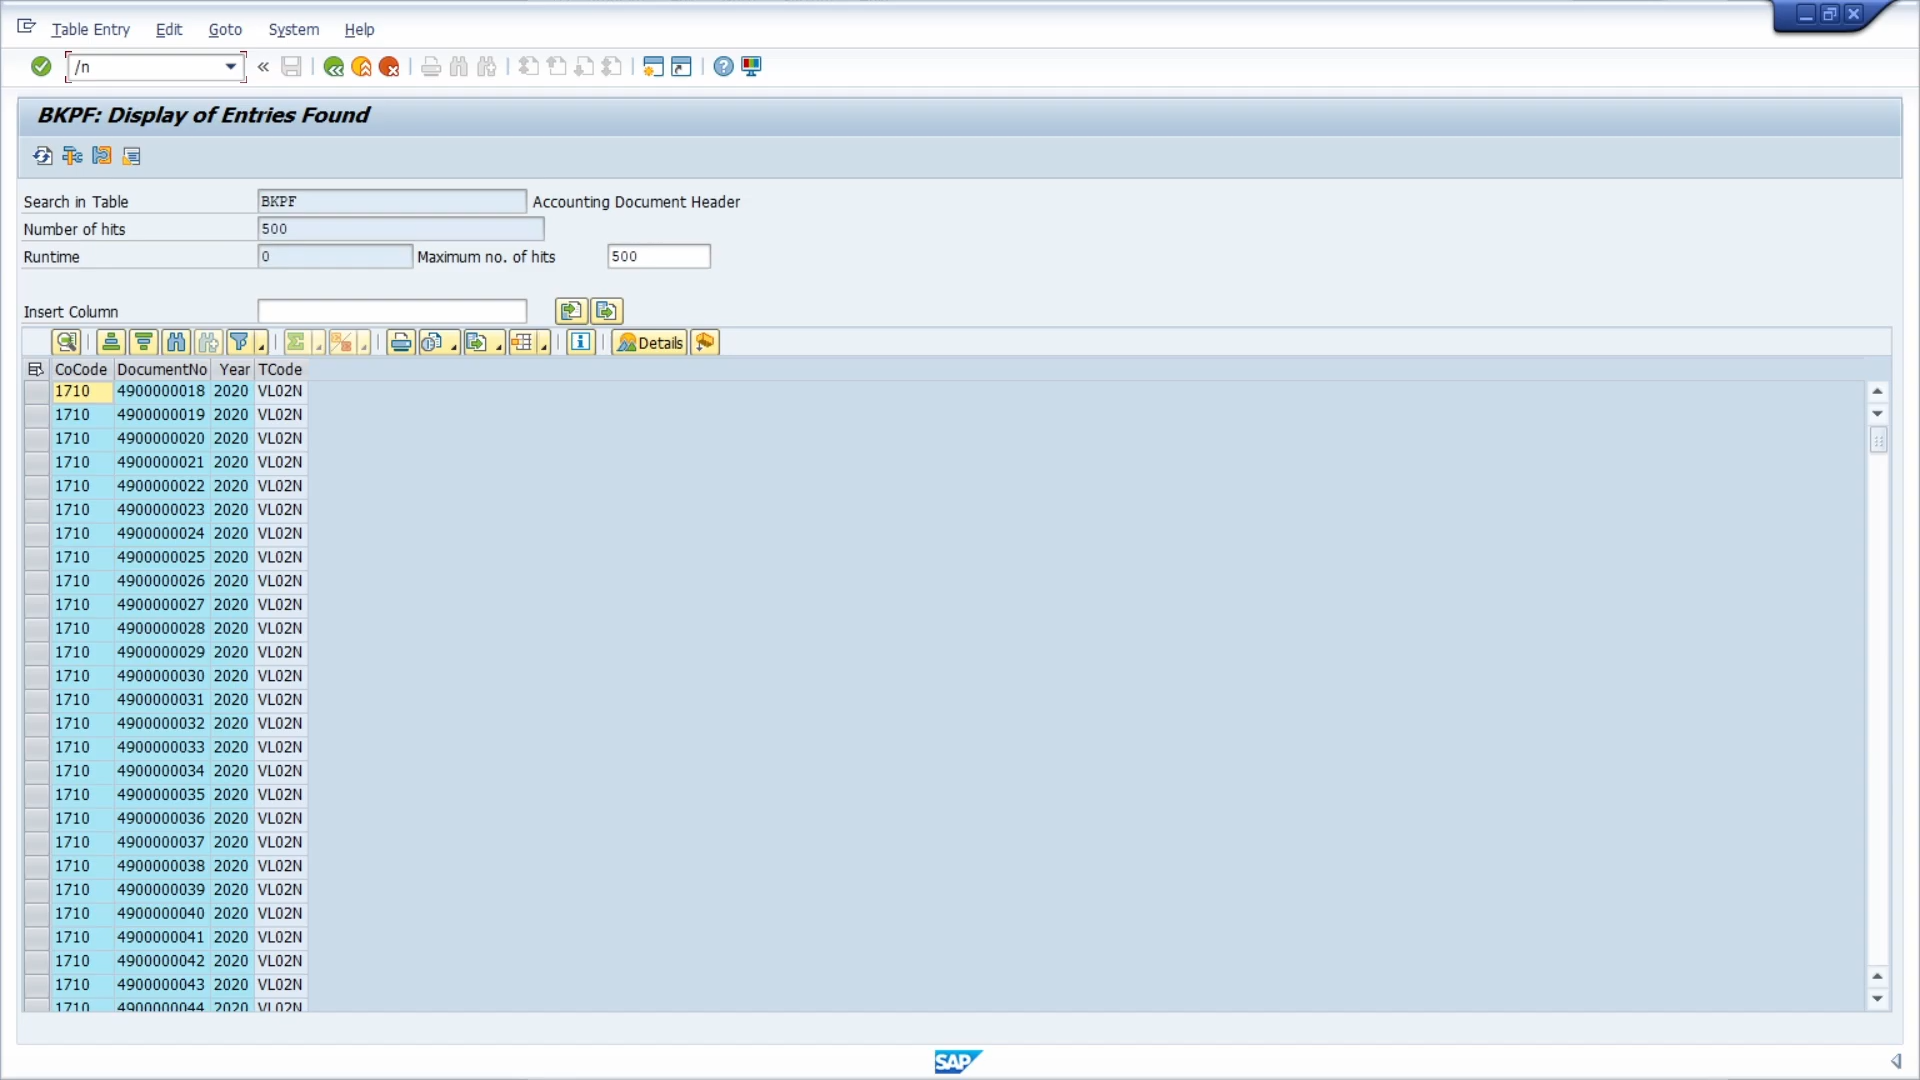 Table Entry Edit Goto System Help
/n
BKPF: Display of Entries Found
Search in Table BKPF Accounting Document Header
Number of hits 500
Runtime 0 Maximum no. of hits 500
Insert Column
Details
CoCode DocumentNo Year TCode
1710 4900000018 2020 VL02N
1710 4900000019 2020 VL02N
1710 4900000020 2020 VL02N
1710 4900000021 2020 VL02N
1710 4900000022 2020 VL02N
1710 4900000023 2020 VL02N
1710 4900000024 2020 VL02N
1710 4900000025 2020 VL02N
1710 4900000026 2020 VL02N
1710 4900000027 2020 VL02N
1710 4900000028 2020 VL02N
1710 4900000029 2020 VL02N
1710 4900000030 2020 VL02N
1710 4900000031 2020 VL02N
1710 4900000032 2020 VL02N
1710 4900000033 2020 VL02N
1710 4900000034 2020 VL02N
1710 4900000035 2020 VL02N
1710 4900000036 2020 VL02N
1710 4900000037 2020 VL02N
1710 4900000038 2020 VL02N
1710 4900000039 2020 VL02N
1710 4900000040 2020 VL02N
1710 4900000041 2020 VL02N
1710 4900000042 2020 VL02N
1710 4900000043 2020 VL02N
1710 4900000044 2020 VL02N
SAP